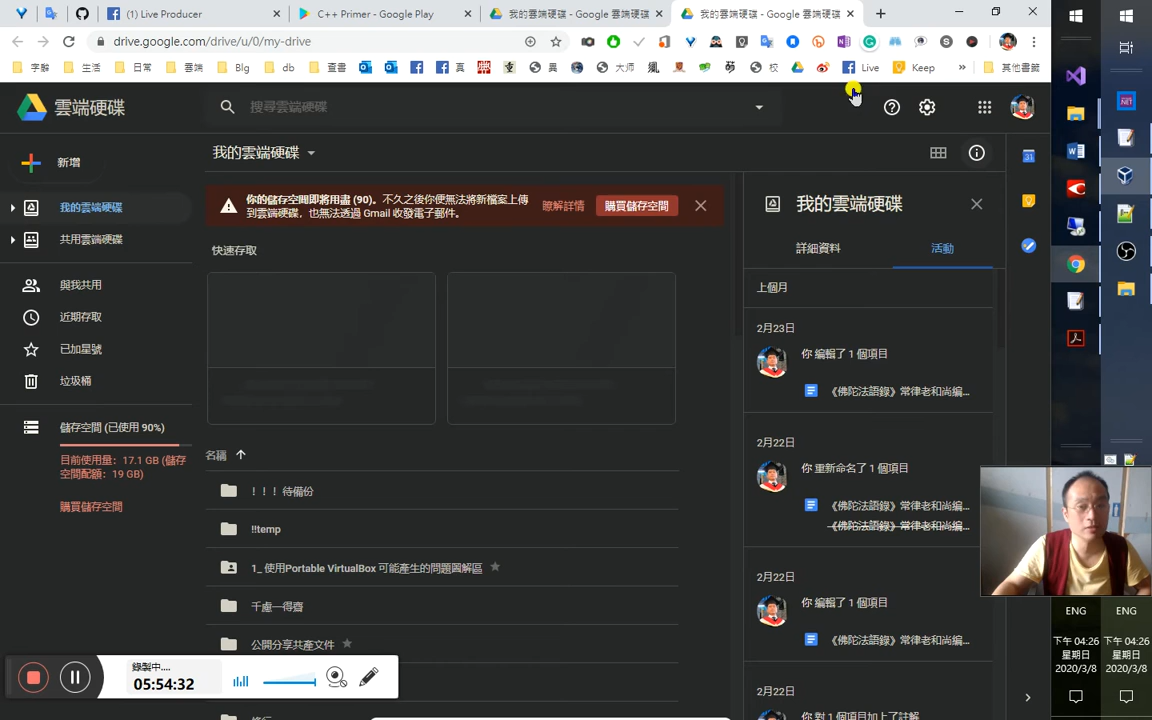 (1) Live Producer
C++ Primer - Google Play
我的雲端硬碟 - Google 雲端硬碟
我的雲端硬碟 - Google 雲端硬碟
drive.google.com/drive/u/0/my-drive
字辭
生活
日常
雲端
Blg
db
查書
真
異
大师
校
Live
Keep
»
其他書籤
雲端硬碟
搜尋雲端硬碟
新增
我的雲端硬碟
我的雲端硬碟
共用雲端硬碟
與我共用
近期存取
已加星號
垃圾桶
儲存空間 (已使用 90%)
目前使用量：17.1 GB (儲存
空間配額：19 GB)
購買儲存空間
你的儲存空間即將用盡 (90)。不久之後你便無法將新檔案上傳
到雲端硬碟，也無法透過 Gmail 收發電子郵件。
瞭解詳情
購買儲存空間
快速存取
名稱
！！！待備份
!!temp
1_ 使用Portable VirtualBox 可能產生的問題圖解區
千慮一得齋
公開分享共產文件
我的雲端硬碟
詳細資料
活動
上個月
2月23日
你 編輯了 1 個項目
《佛陀法語錄》常律老和尚編...
2月22日
你 重新命名了 1 個項目
《佛陀法語錄》常律老和尚編...
《佛陀法語錄》常律老和尚編...
2月22日
你 編輯了 1 個項目
《佛陀法語錄》常律老和尚編...
2月22日
你 對 1 個項目加上了註解
錄製中....
05:54:32
ENG
ENG
下午 04:26
星期日
2020/3/8
下午 04:26
星期日
2020/3/8